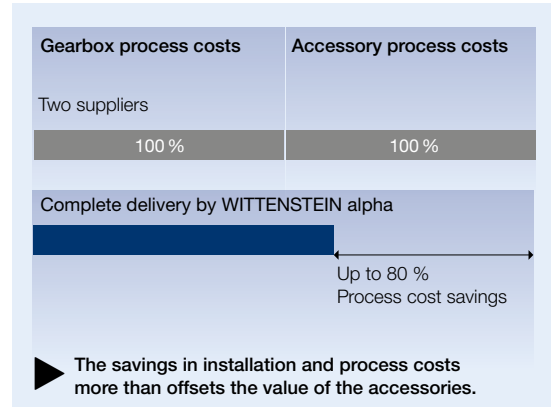 Gearbox process costs
Accessory process costs
Two suppliers
100 %
100 %
Complete delivery by WITTENSTEIN alpha
Up to 80 %
Process cost savings
The savings in installation and process costs
more than offsets the value of the accessories.